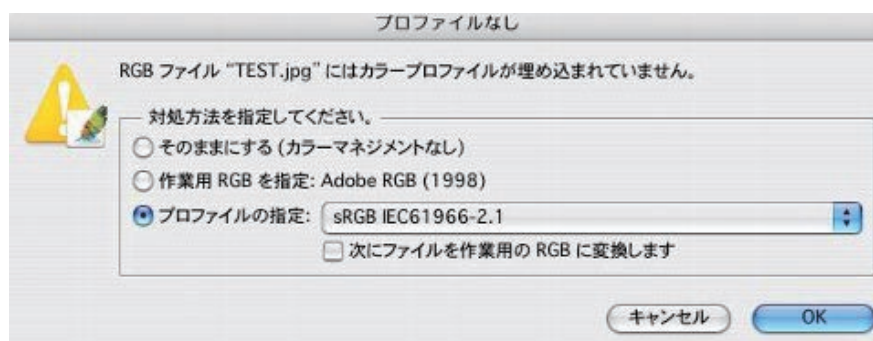 プロファイルなし
RGB ファイル “TEST.jpg” にはカラープロファイルが埋め込まれていません。
対処方法を指定してください。
そのままにする (カラーマネジメントなし)
作業用 RGB を指定: Adobe RGB (1998)
プロファイルの指定: sRGB IEC61966-2.1
次にファイルを作業用の RGB に変換します
キャンセル OK